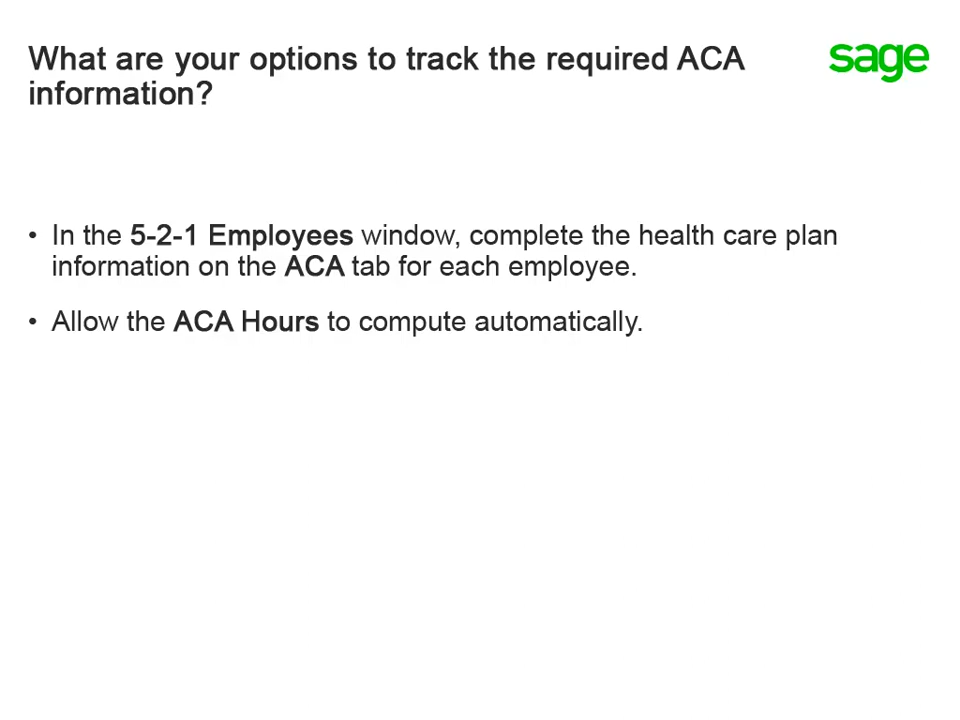 What are your options to track the required ACA
sage
information?
• In the 5-2-1 Employees window, complete the health care plan
information on the ACA tab for each employee.
• Allow the ACA Hours to compute automatically.